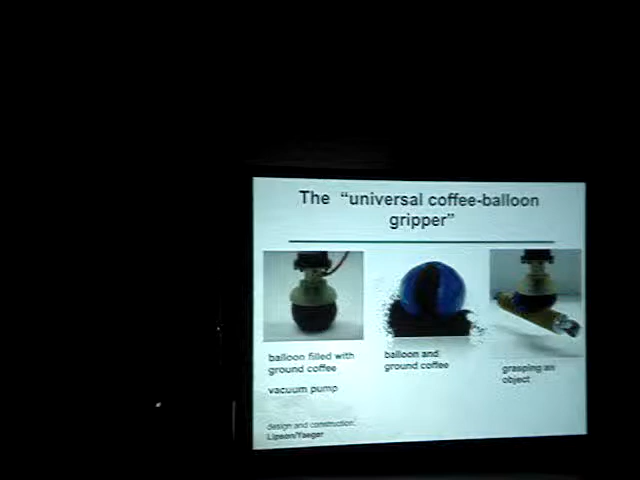 The “universal coffee-balloon
gripper”
balloon filled with
ground coffee
vacuum pump
balloon and
ground coffee
grasping an
object
design and construction:
Lipson/Yaeger